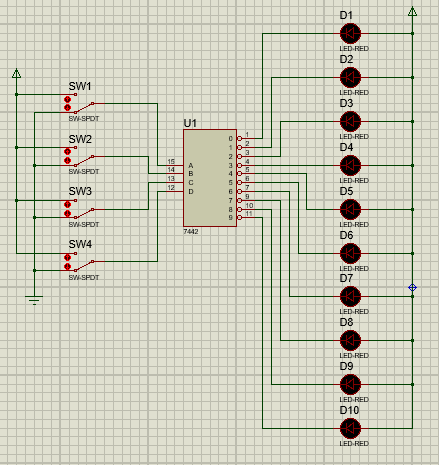 D1
LED-RED
D2
LED-RED
D3
LED-RED
D4
LED-RED
D5
LED-RED
D6
LED-RED
D7
LED-RED
D8
LED-RED
D9
LED-RED
D10
LED-RED
SW1
SW-SPDT
SW2
SW-SPDT
SW3
SW-SPDT
SW4
SW-SPDT
U1
15 A 0 1
14 B 1 2
13 C 2 3
12 D 3 4
4 5
5 6
6 7
7 9
8 10
9 11
7442